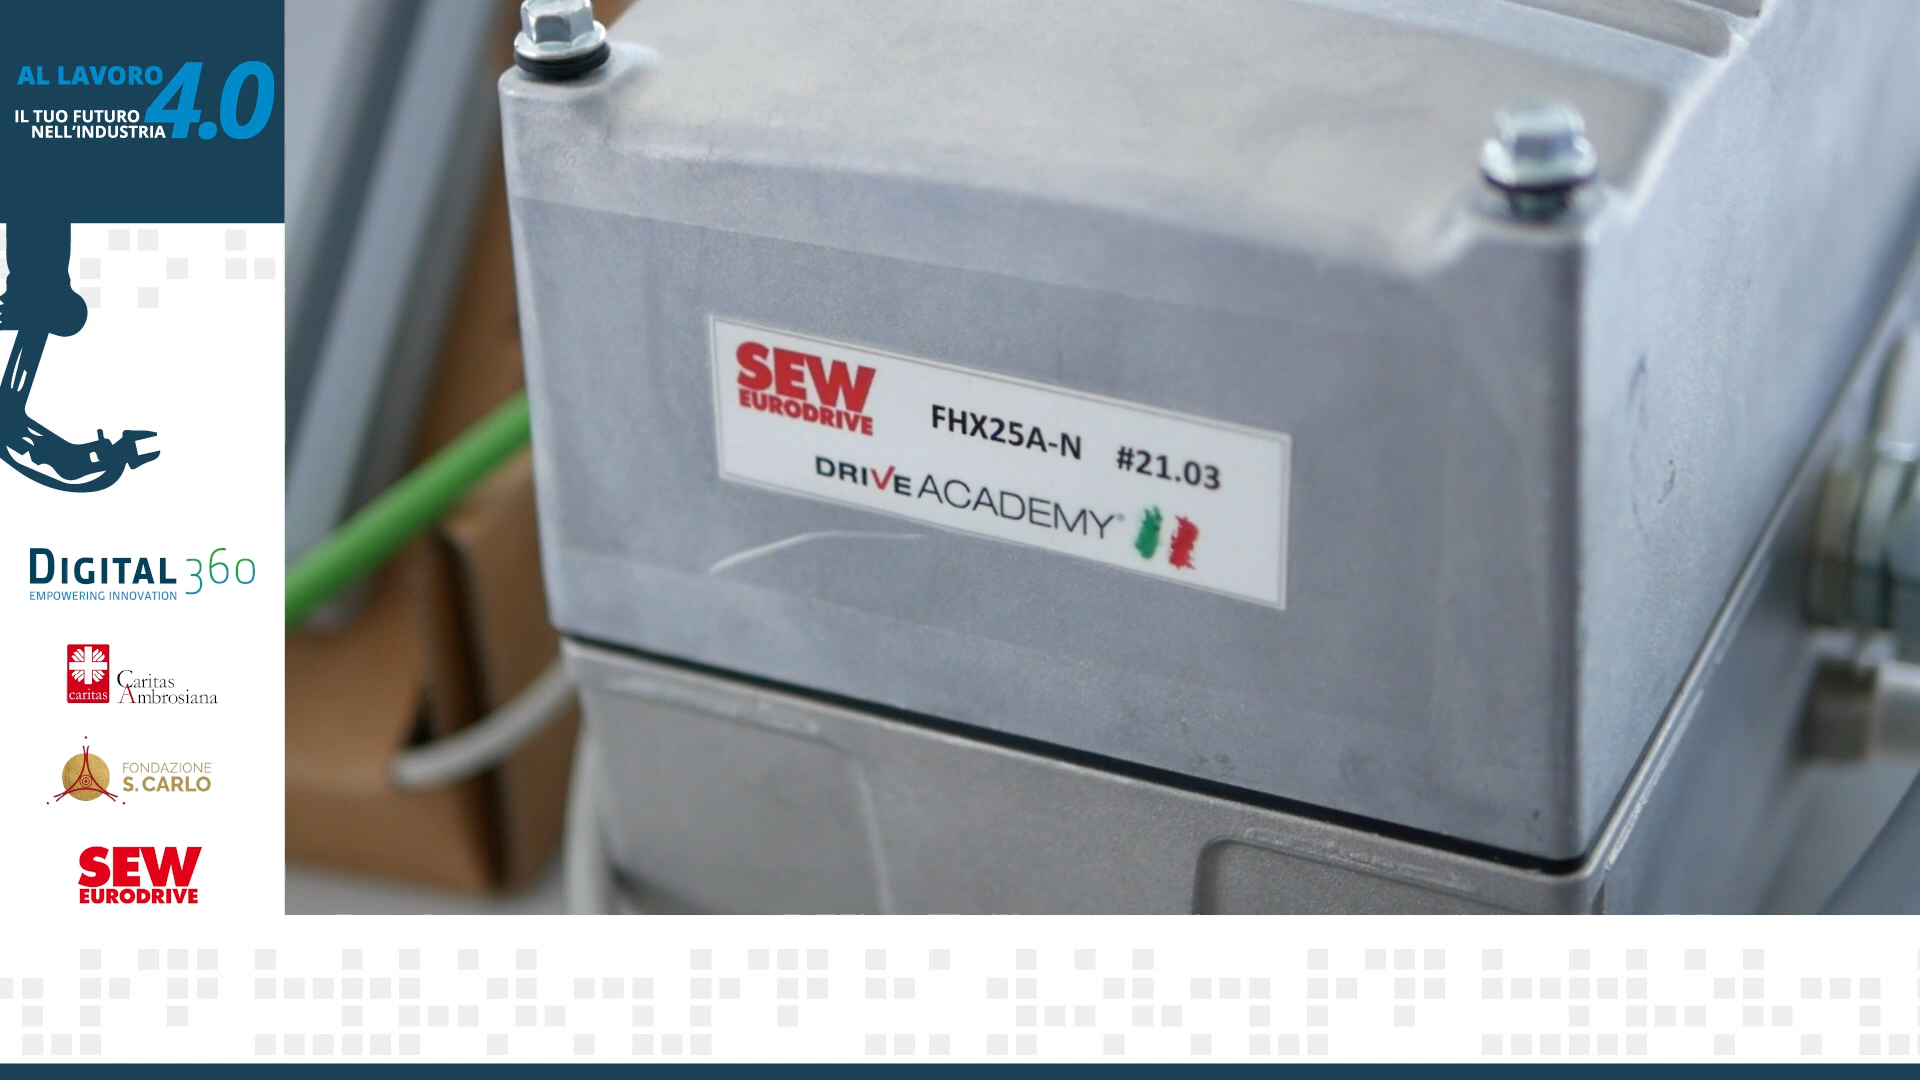 AL LAVORO 4.0
IL TUO FUTURO
NELL'INDUSTRIA
DIGITAL 360
EMPOWERING INNOVATION
caritas
Caritas
Ambrosiana
FONDAZIONE
S. CARLO
SEW
EURODRIVE
SEW
EURODRIVE
FHX25A-N #21.03
DRIVE ACADEMY®